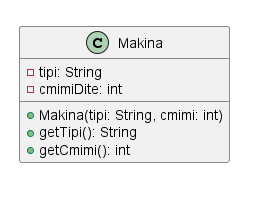 C Makina
tipi: String
cmimiDite: int
Makina(tipi: String, cmimi: int)
getTipi(): String
getCmimi(): int